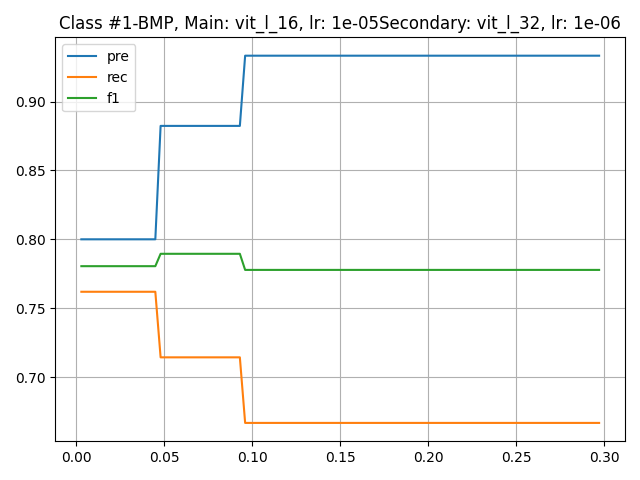 Class #1-BMP, Main: vit_l_16, lr: 1e-05Secondary: vit_l_32, lr: 1e-06
pre
rec
f1
0.90
0.85
0.80
0.75
0.70
0.00 0.05 0.10 0.15 0.20 0.25 0.30